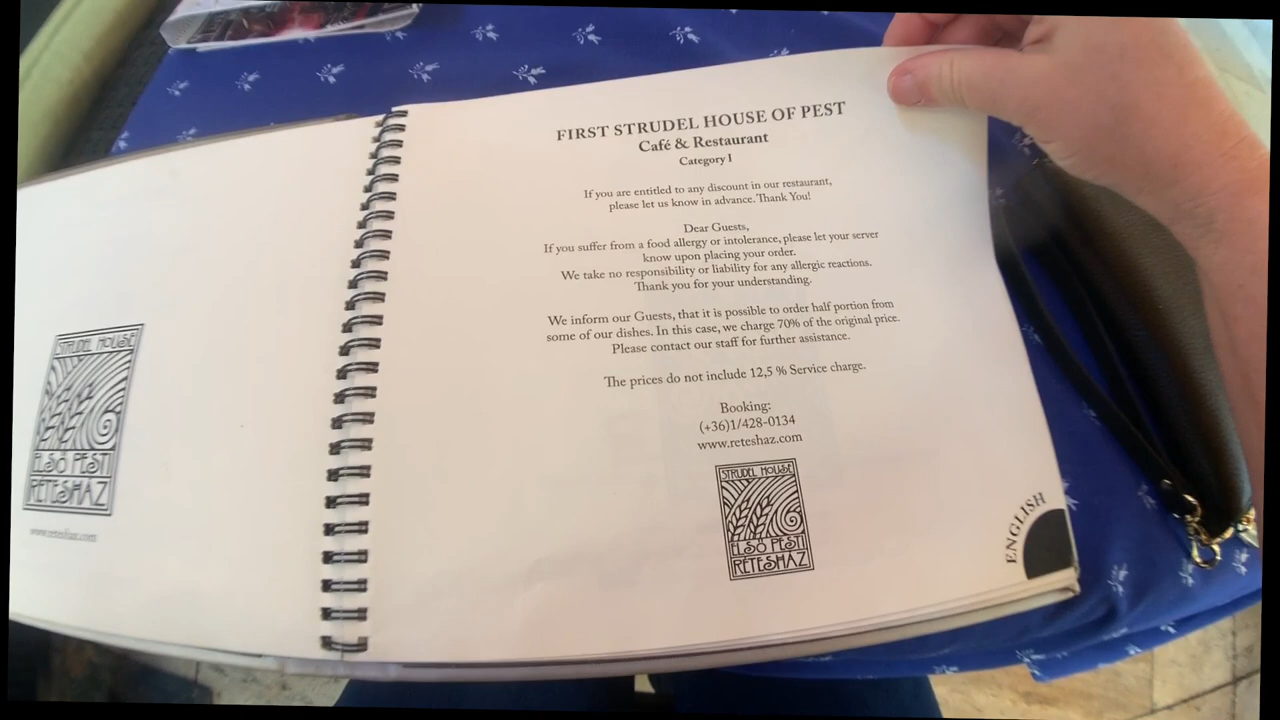 STRUDEL HOUSE
ELSŐ PESTI
RÉTESHÁZ
www.reteshaz.com
FIRST STRUDEL HOUSE OF PEST
Café & Restaurant
Category I
If you are entitled to any discount in our restaurant,
please let us know in advance. Thank You!
Dear Guests,
If you suffer from a food allergy or intolerance, please let your server
know upon placing your order.
We take no responsibility or liability for any allergic reactions.
Thank you for your understanding.
We inform our Guests, that it is possible to order half portion from
some of our dishes. In this case, we charge 70% of the original price.
Please contact our staff for further assistance.
The prices do not include 12,5 % Service charge.
Booking:
(+36)1/428-0134
www.reteshaz.com
STRUDEL HOUSE
ELSŐ PESTI
RÉTESHÁZ
ENGLISH